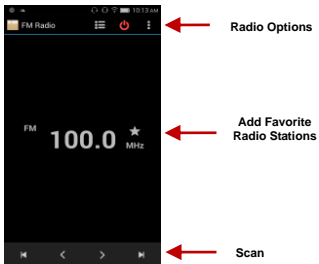 10:13 AM
FM Radio
Radio Options
FM
100.0
MHz
Add Favorite
Radio Stations
Scan